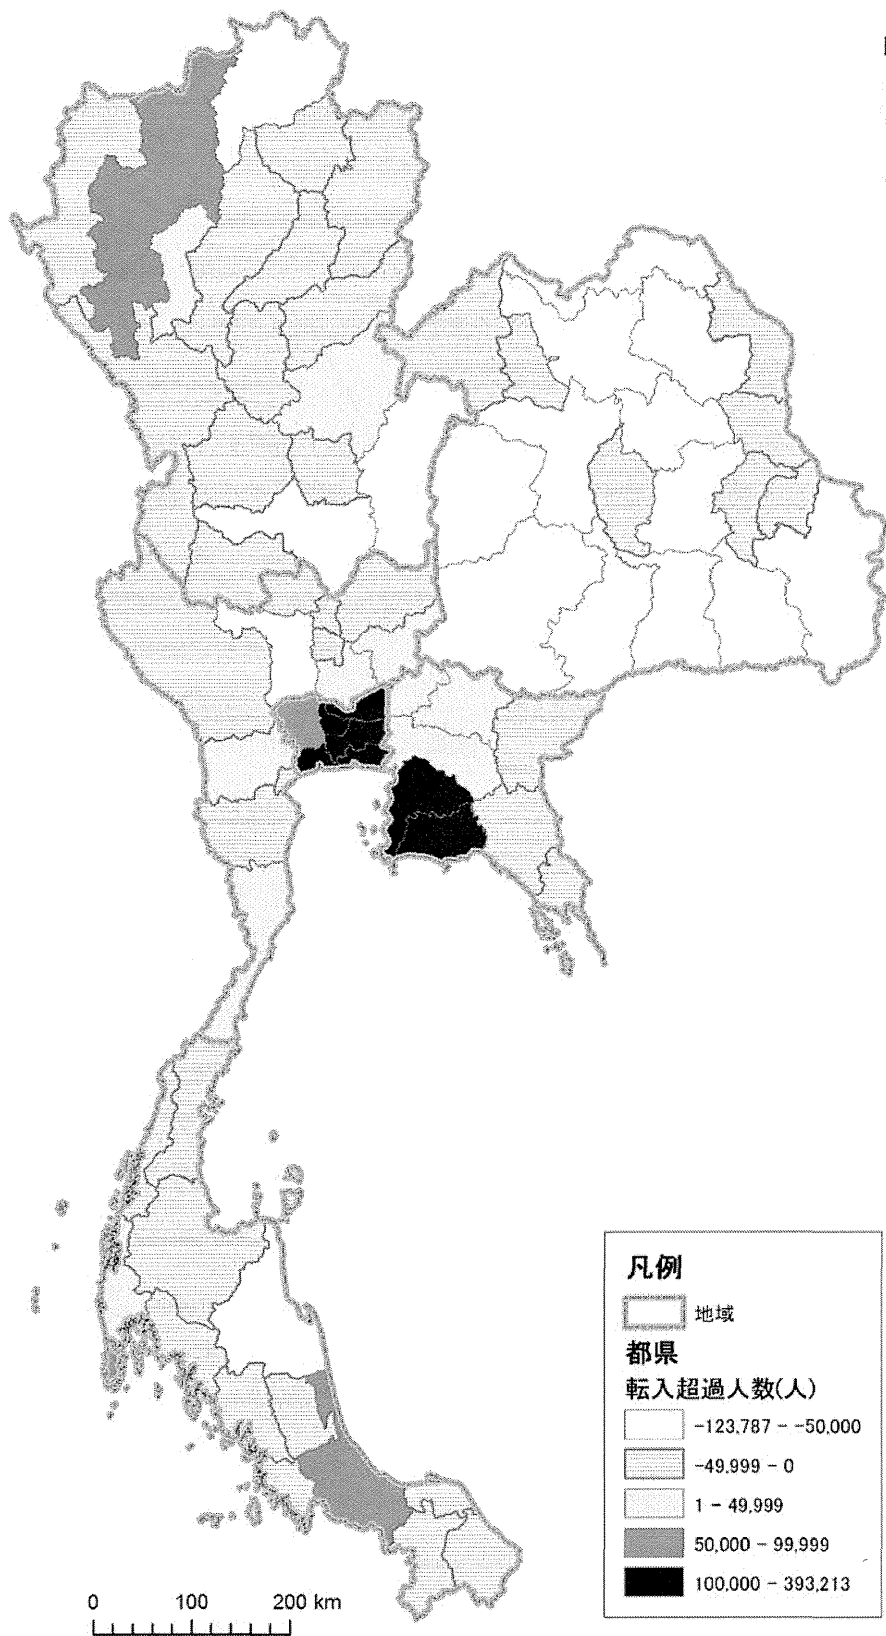 凡例
地域
都県
転入超過人数(人)
-123,787 - -50,000
-49,999 - 0
1 - 49,999
50,000 - 99,999
100,000 - 393,213
0 100 200 km